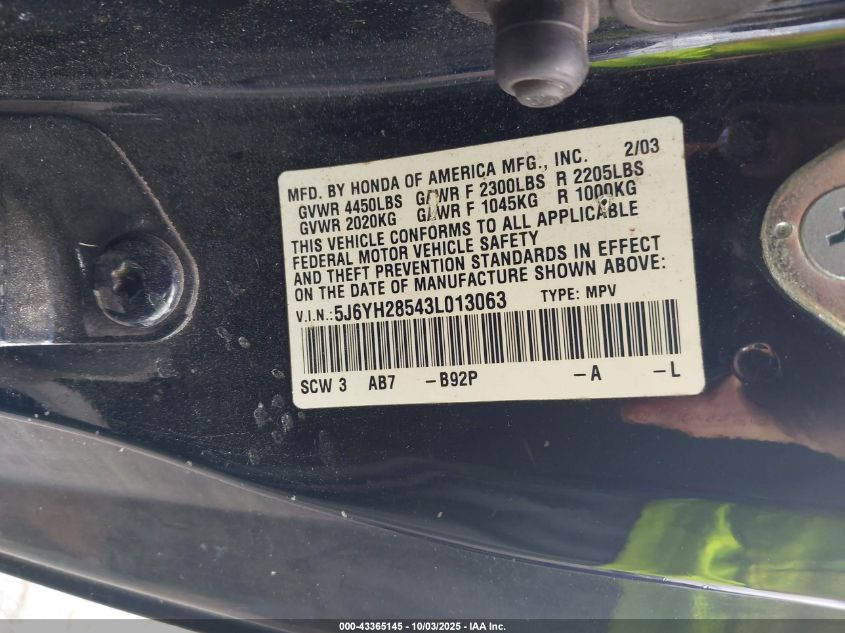 MFD. BY HONDA OF AMERICA MFG., INC. 2/03
GVWR 4450LBS GAWR F 2300LBS R 2205LBS
GVWR 2020KG GAWR F 1045KG R 1000KG
THIS VEHICLE CONFORMS TO ALL APPLICABLE
FEDERAL MOTOR VEHICLE SAFETY
AND THEFT PREVENTION STANDARDS IN EFFECT
ON THE DATE OF MANUFACTURE SHOWN ABOVE:
V.I.N.:5J6YH28543L013063 TYPE: MPV
SCW 3 AB7 -B92P -A -L
000-43365145 - 10/03/2025 - IAA Inc.